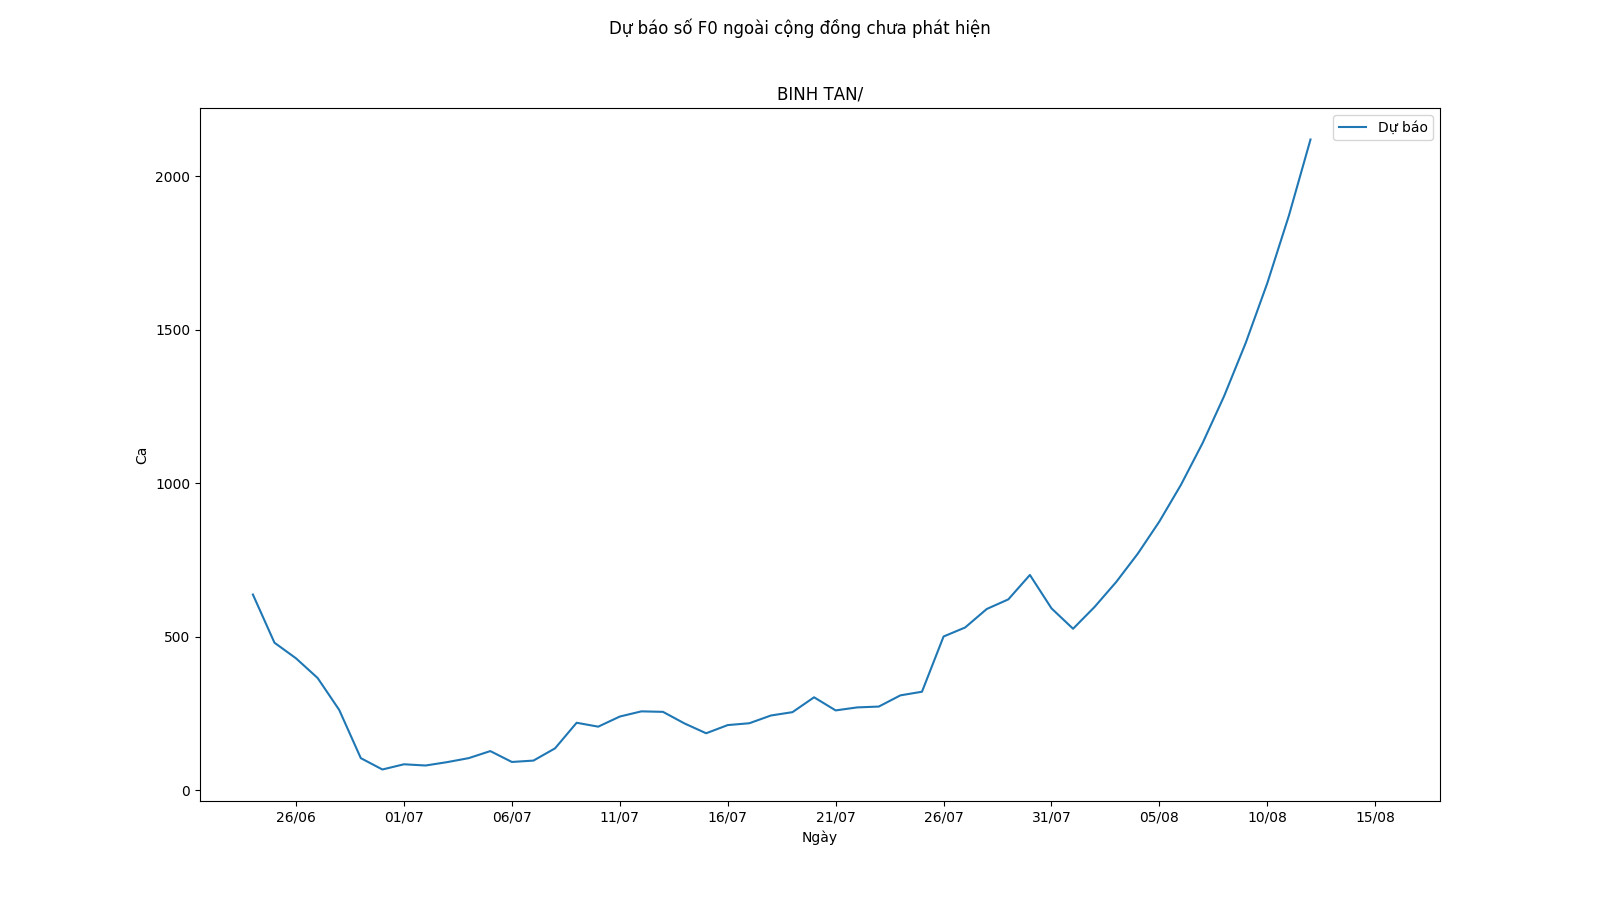 Dự báo số F0 ngoài cộng đồng chưa phát hiện
BINH TAN/
Dự báo
2000
1500
1000
500
0
Ca
26/06 01/07 06/07 11/07 16/07 21/07 26/07 31/07 05/08 10/08 15/08
Ngày